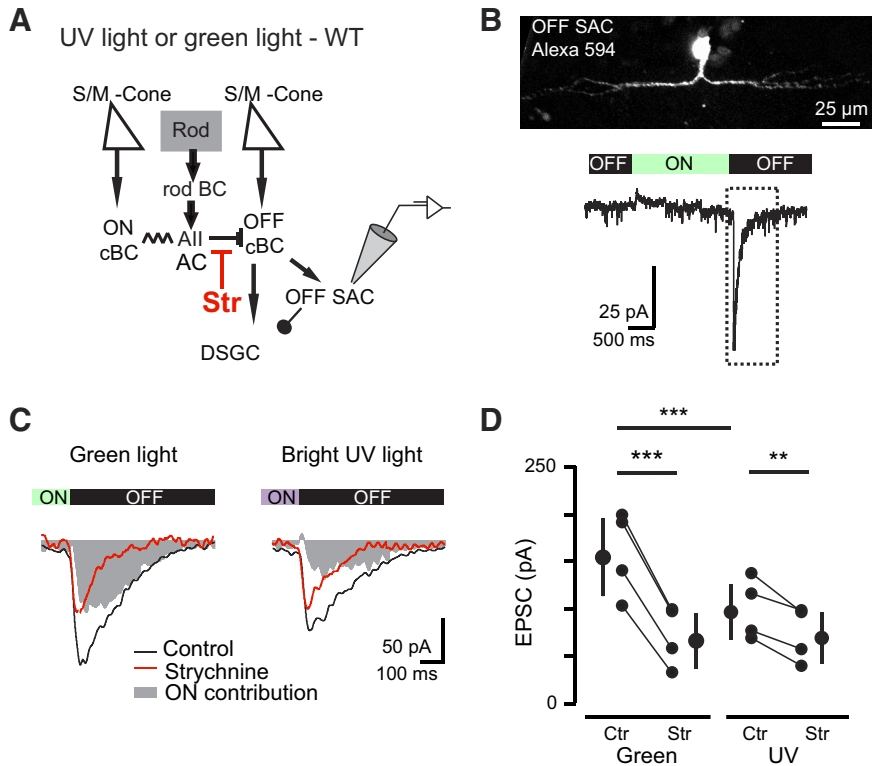 A
UV light or green light - WT
S/M -Cone
S/M -Cone
Rod
rod BC
ON
cBC
AII
AC
OFF
cBC
Str
OFF SAC
DSGC
B
OFF SAC
Alexa 594
25 µm
OFF
ON
OFF
25 pA
500 ms
C
Green light
Bright UV light
ON
OFF
ON
OFF
50 pA
100 ms
Control
Strychnine
ON contribution
D
***
***
**
250
EPSC (pA)
0
Ctr
Str
Ctr
Str
Green
UV